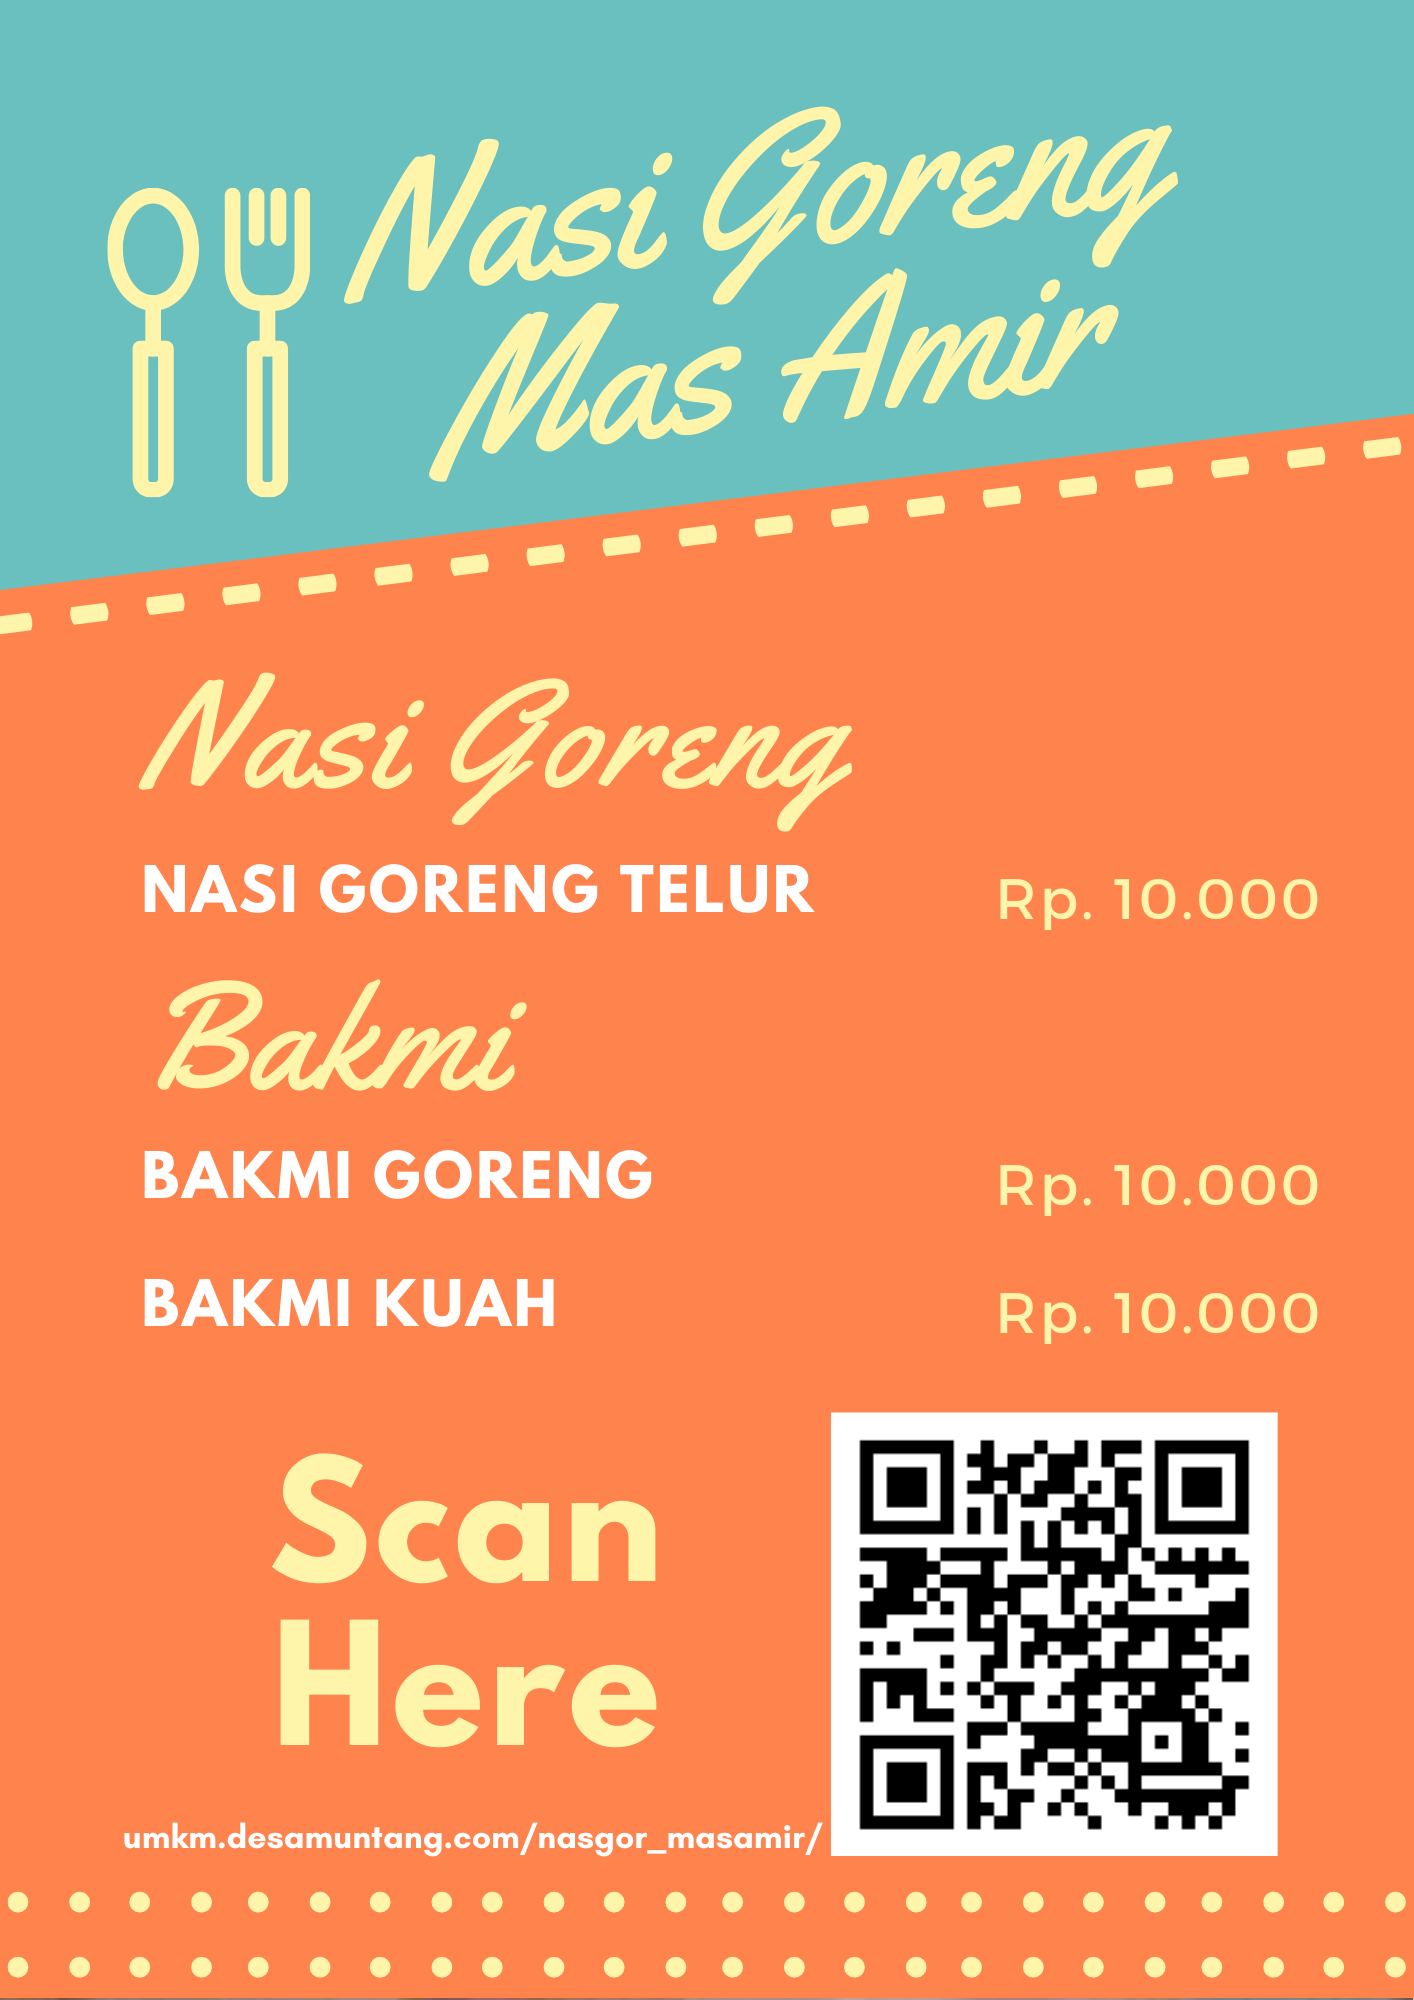 Nasi Goreng
Mas Amir
Nasi Goreng
NASI GORENG TELUR Rp. 10.000
Bakmi
BAKMI GORENG Rp. 10.000
BAKMI KUAH Rp. 10.000
Scan
Here
umkm.desamuntang.com/nasgor_masamir/